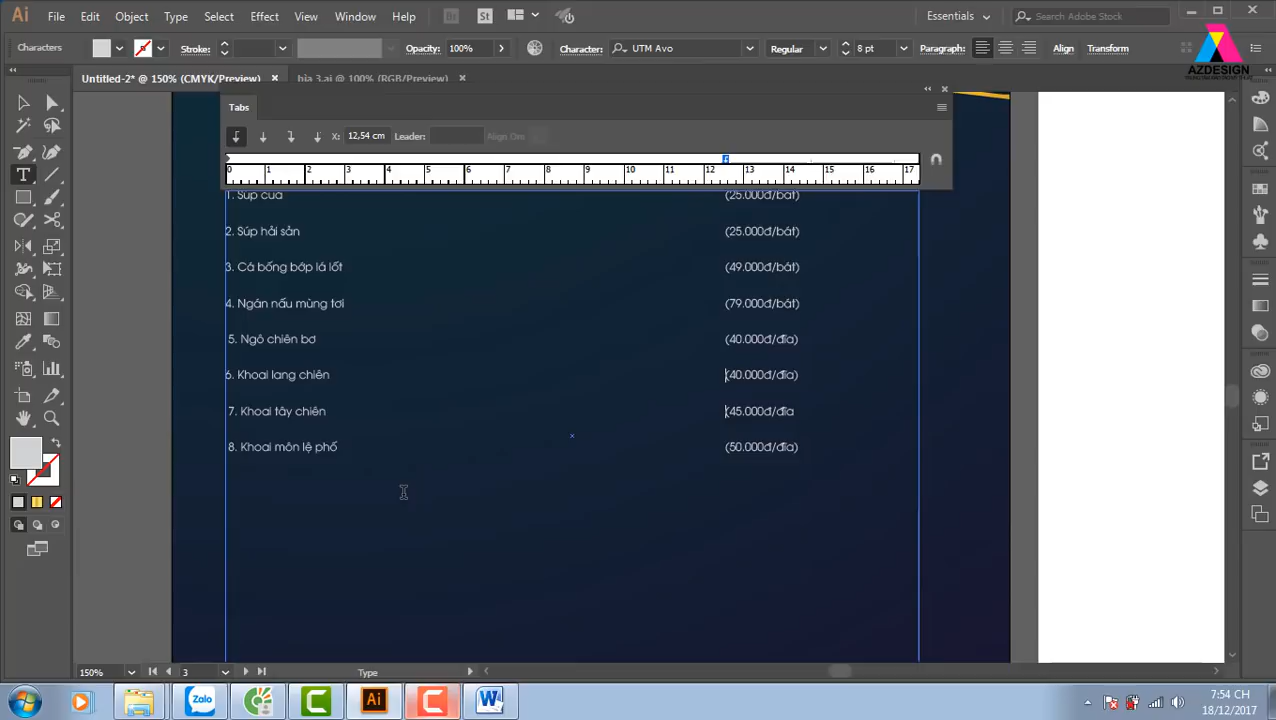 Ai File Edit Object Type Select Effect View Window Help Br St Essentials Search Adobe Stock
Characters Stroke: Opacity: 100% Character: UTM Avo Regular 8 pt Paragraph: Align Transform
AZDESIGN
Untitled-2* @ 150% (CMYK/Preview) × bia 3.ai @ 100% (RGB/Preview) ×
Tabs
X: 12,54 cm Leader: Align On:
0 1 2 3 4 5 6 7 8 9 10 11 12 13 14 15 16 17
1. Súp cua (25.000đ/bát)
2. Súp hải sản (25.000đ/bát)
3. Cá bống bớp lá lốt (49.000đ/bát)
4. Ngán nấu mùng tơi (79.000đ/bát)
5. Ngô chiên bơ (40.000đ/đĩa)
6. Khoai lang chiên (40.000đ/đĩa)
7. Khoai tây chiên (45.000đ/đĩa
8. Khoai môn lệ phố (50.000đ/đĩa)
150% 3 Type
Zalo C Ai C W
7:54 CH
18/12/2017